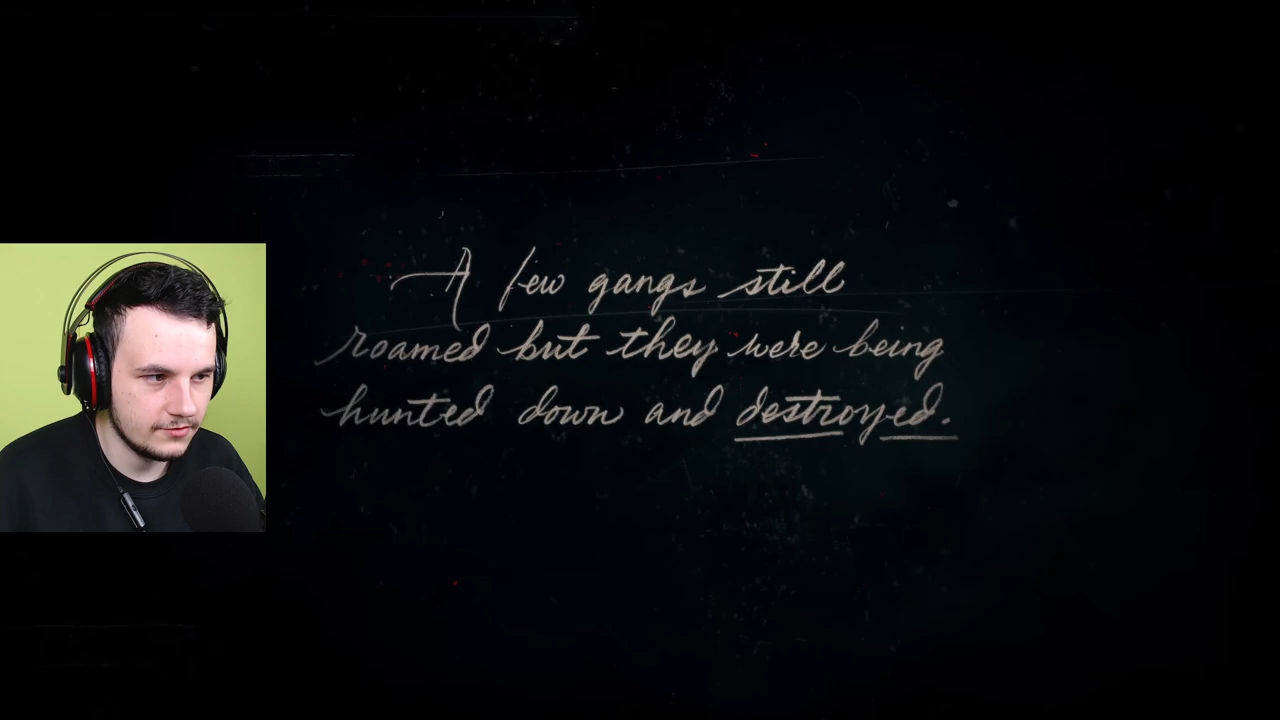 A few gangs still
roamed but they were being
hunted down and destroyed.